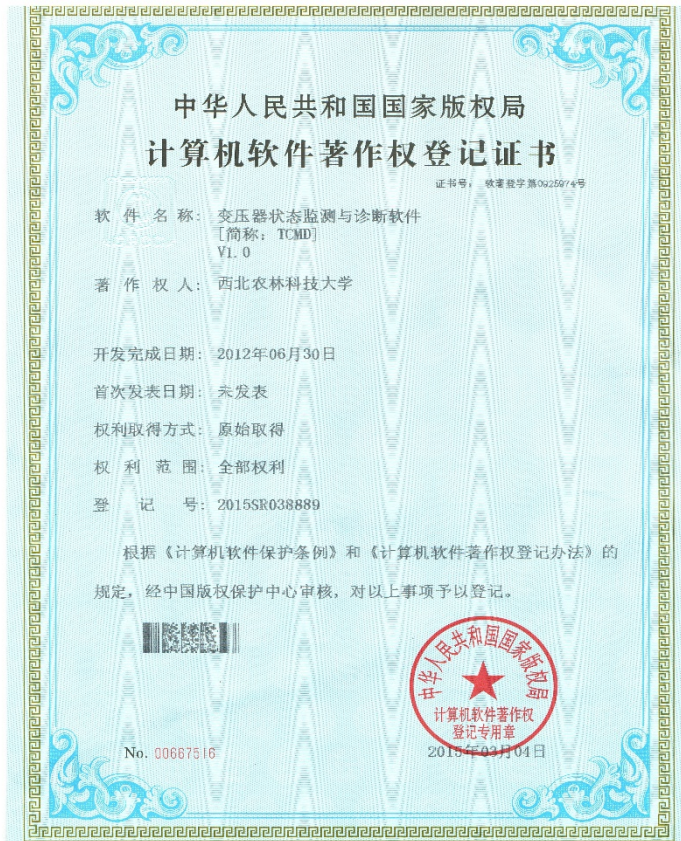 中华人民共和国国家版权局
计算机软件著作权登记证书
证书号： 软著登字第0925974号
软件名称： 变压器状态监测与诊断软件
[简称：TCMD]
V1.0
著作权人： 西北农林科技大学
开发完成日期： 2012年06月30日
首次发表日期： 未发表
权利取得方式： 原始取得
权利范围： 全部权利
登记号： 2015SR038889
根据《计算机软件保护条例》和《计算机软件著作权登记办法》的
规定，经中国版权保护中心审核，对以上事项予以登记。
中华人民共和国国家版权局
计算机软件著作权
登记专用章
No. 00667516
2015年03月04日